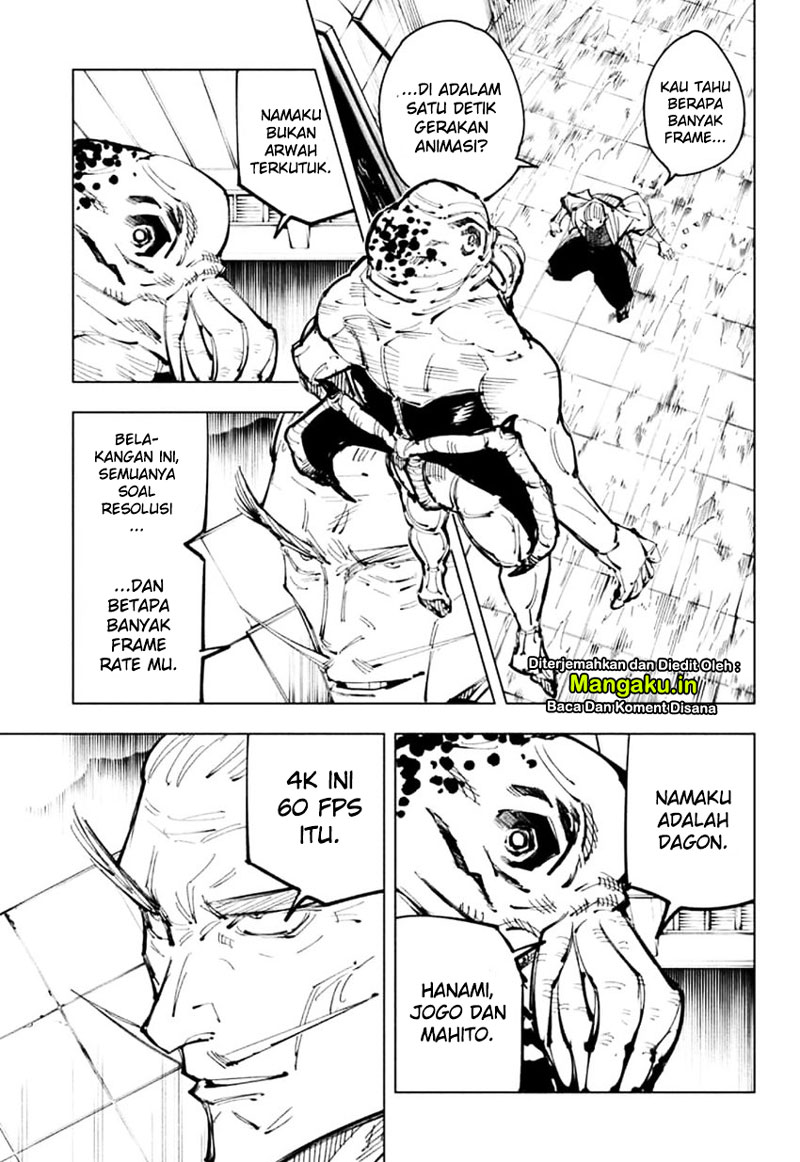 KAU TAHU
BERAPA
BANYAK
FRAME...
...DI ADALAM
SATU DETIK
GERAKAN
ANIMASI?
NAMAKU
BUKAN
ARWAH
TERKUTUK.
BELA-
KANGAN INI,
SEMUANYA
SOAL
RESOLUSI
...
...DAN
BETAPA
BANYAK
FRAME
RATE MU.
Diterjemahkan dan Diedit Oleh :
Mangaku.in
Baca Dan Koment Disana
NAMAKU
ADALAH
DAGON.
HANAMI,
JOGO DAN
MAHITO.
4K INI
60 FPS
ITU.